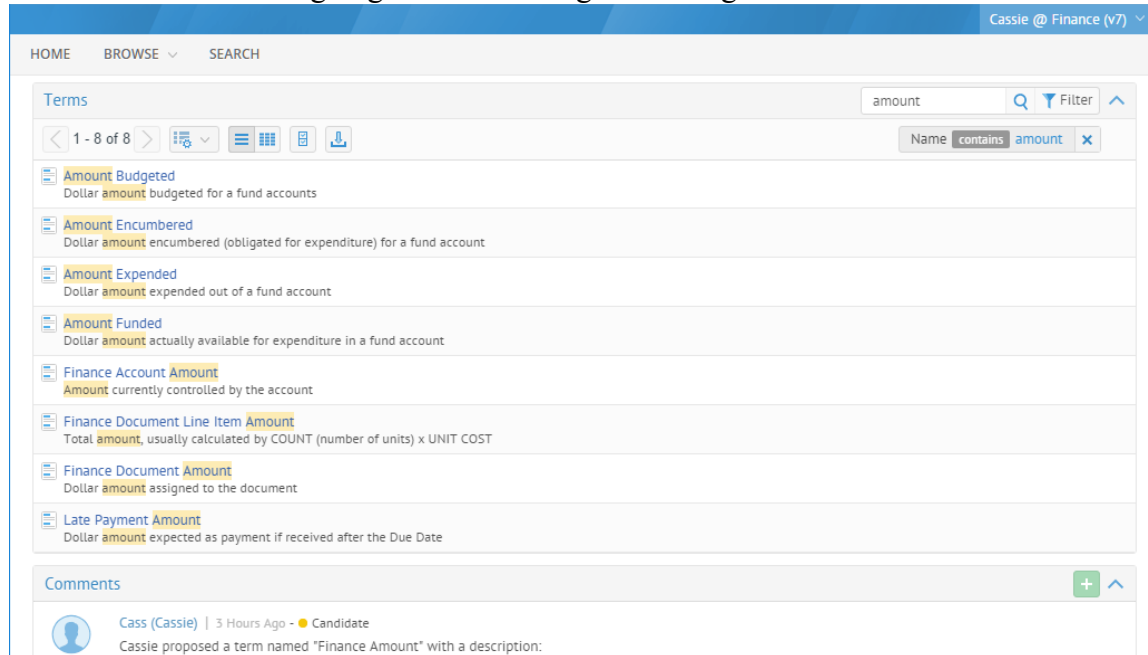 Cassie @ Finance (v7)
HOME BROWSE SEARCH
Terms amount Filter
1 - 8 of 8 Name contains amount
Amount Budgeted
Dollar amount budgeted for a fund accounts
Amount Encumbered
Dollar amount encumbered (obligated for expenditure) for a fund account
Amount Expended
Dollar amount expended out of a fund account
Amount Funded
Dollar amount actually available for expenditure in a fund account
Finance Account Amount
Amount currently controlled by the account
Finance Document Line Item Amount
Total amount, usually calculated by COUNT (number of units) x UNIT COST
Finance Document Amount
Dollar amount assigned to the document
Late Payment Amount
Dollar amount expected as payment if received after the Due Date
Comments
Cass (Cassie) | 3 Hours Ago - Candidate
Cassie proposed a term named "Finance Amount" with a description: